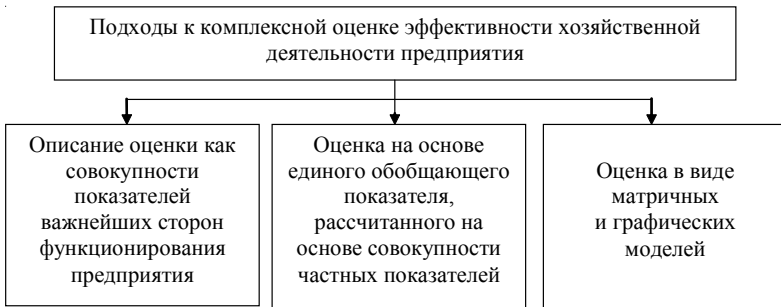 Подходы к комплексной оценке эффективности хозяйственной
деятельности предприятия
Описание оценки как
совокупности
показателей
важнейших сторон
функционирования
предприятия
Оценка на основе
единого обобщающего
показателя,
рассчитанного на
основе совокупности
частных показателей
Оценка в виде
матричных
и графических
моделей